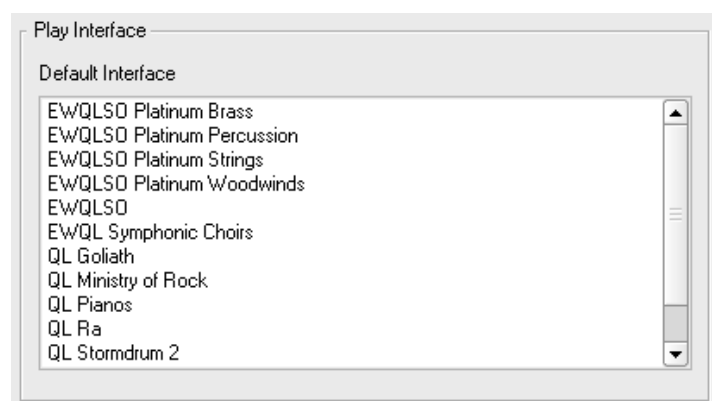 Play Interface
Default Interface
EWQLSO Platinum Brass
EWQLSO Platinum Percussion
EWQLSO Platinum Strings
EWQLSO Platinum Woodwinds
EWQLSO
EWQL Symphonic Choirs
QL Goliath
QL Ministry of Rock
QL Pianos
QL Ra
QL Stormdrum 2